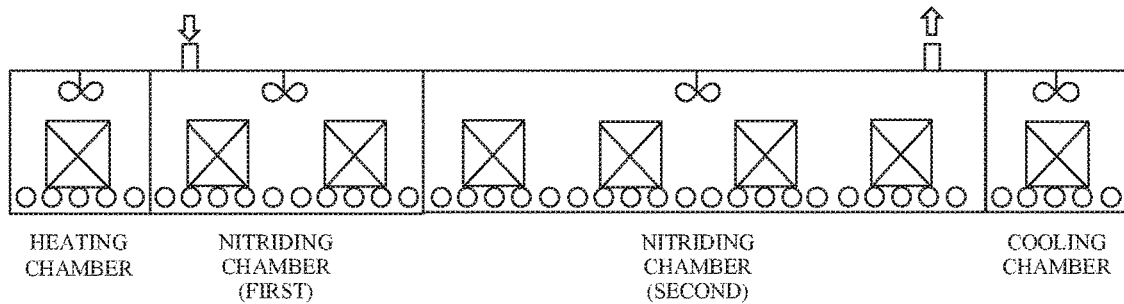 HEATING
CHAMBER
NITRIDING
CHAMBER
(FIRST)
NITRIDING
CHAMBER
(SECOND)
COOLING
CHAMBER